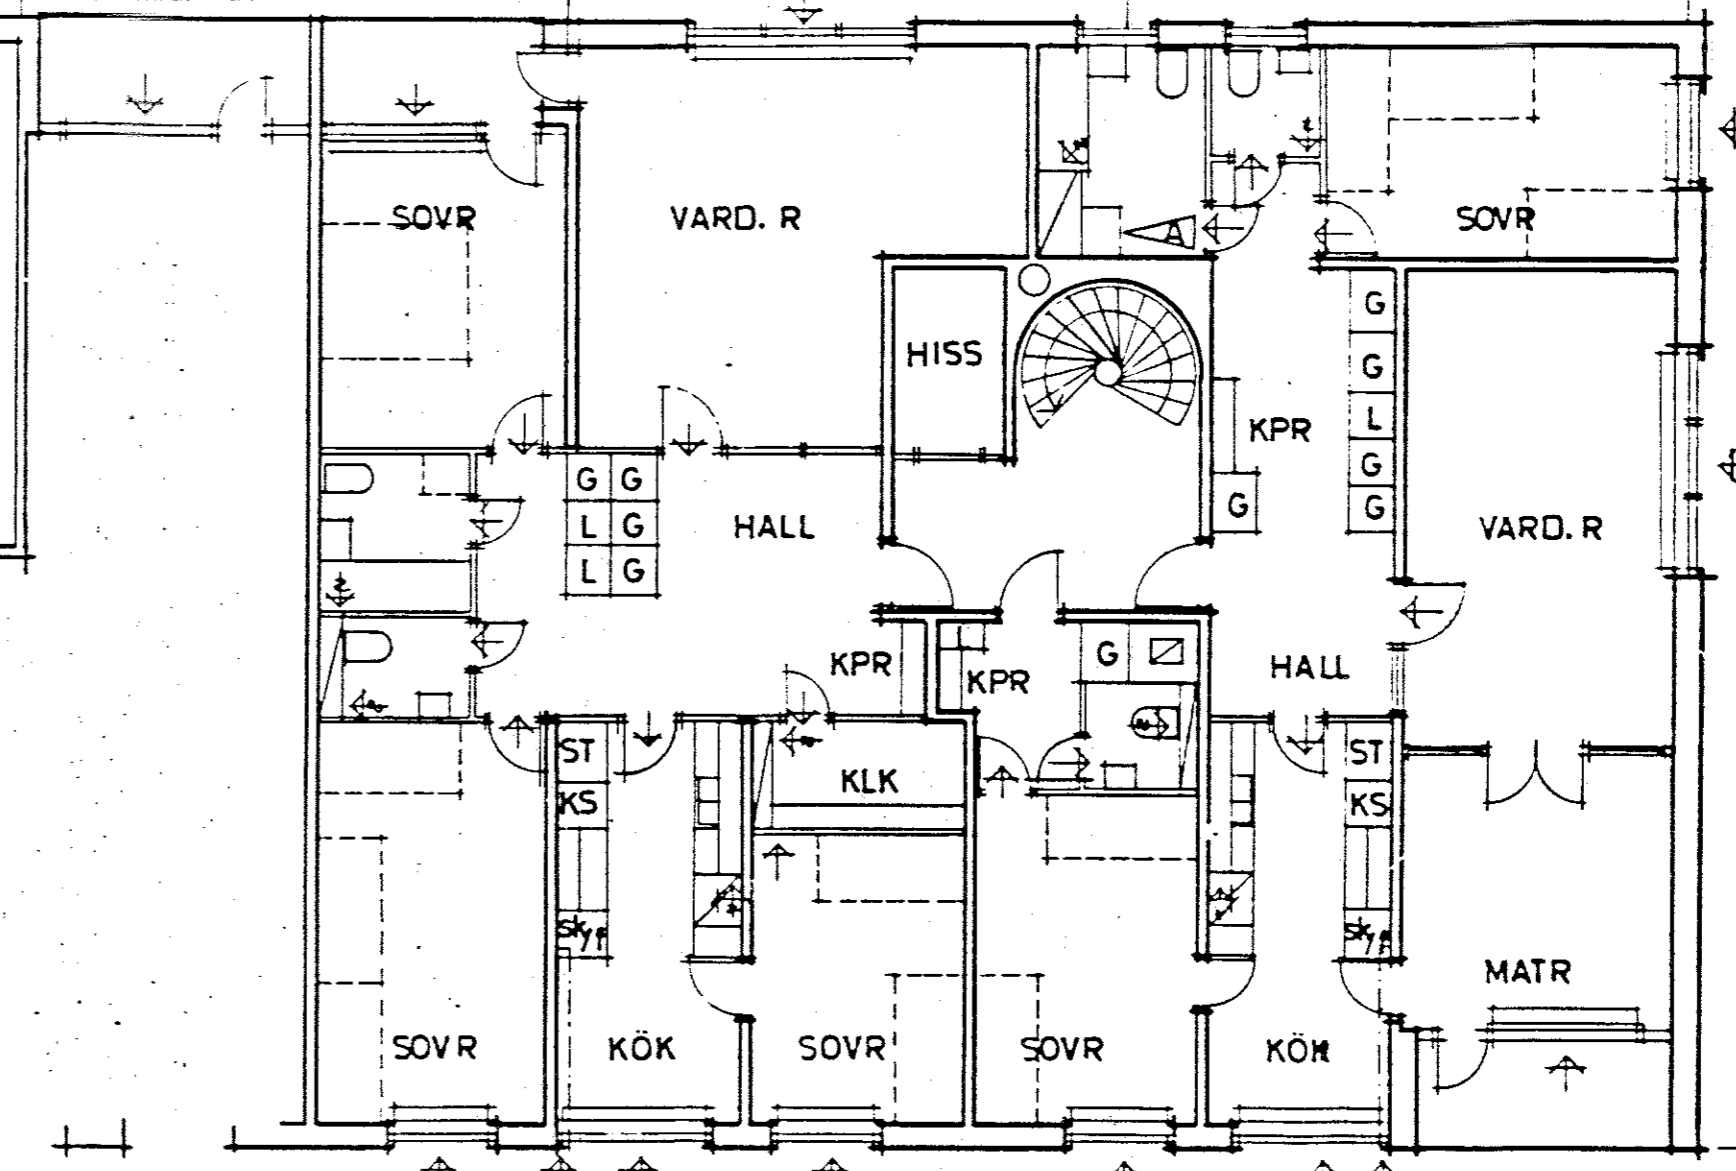 SOVR
VARD. R
A
SOVR
HISS
G
G
KPR
L
G
G G
G
G
VARD. R
L G
HALL
L G
KPR
KPR
G
HALL
ST
ST
KLK
KS
KS
Sk/f
Sk/f
MATR
SOVR
KÖK
SOVR
SOVR
KÖK